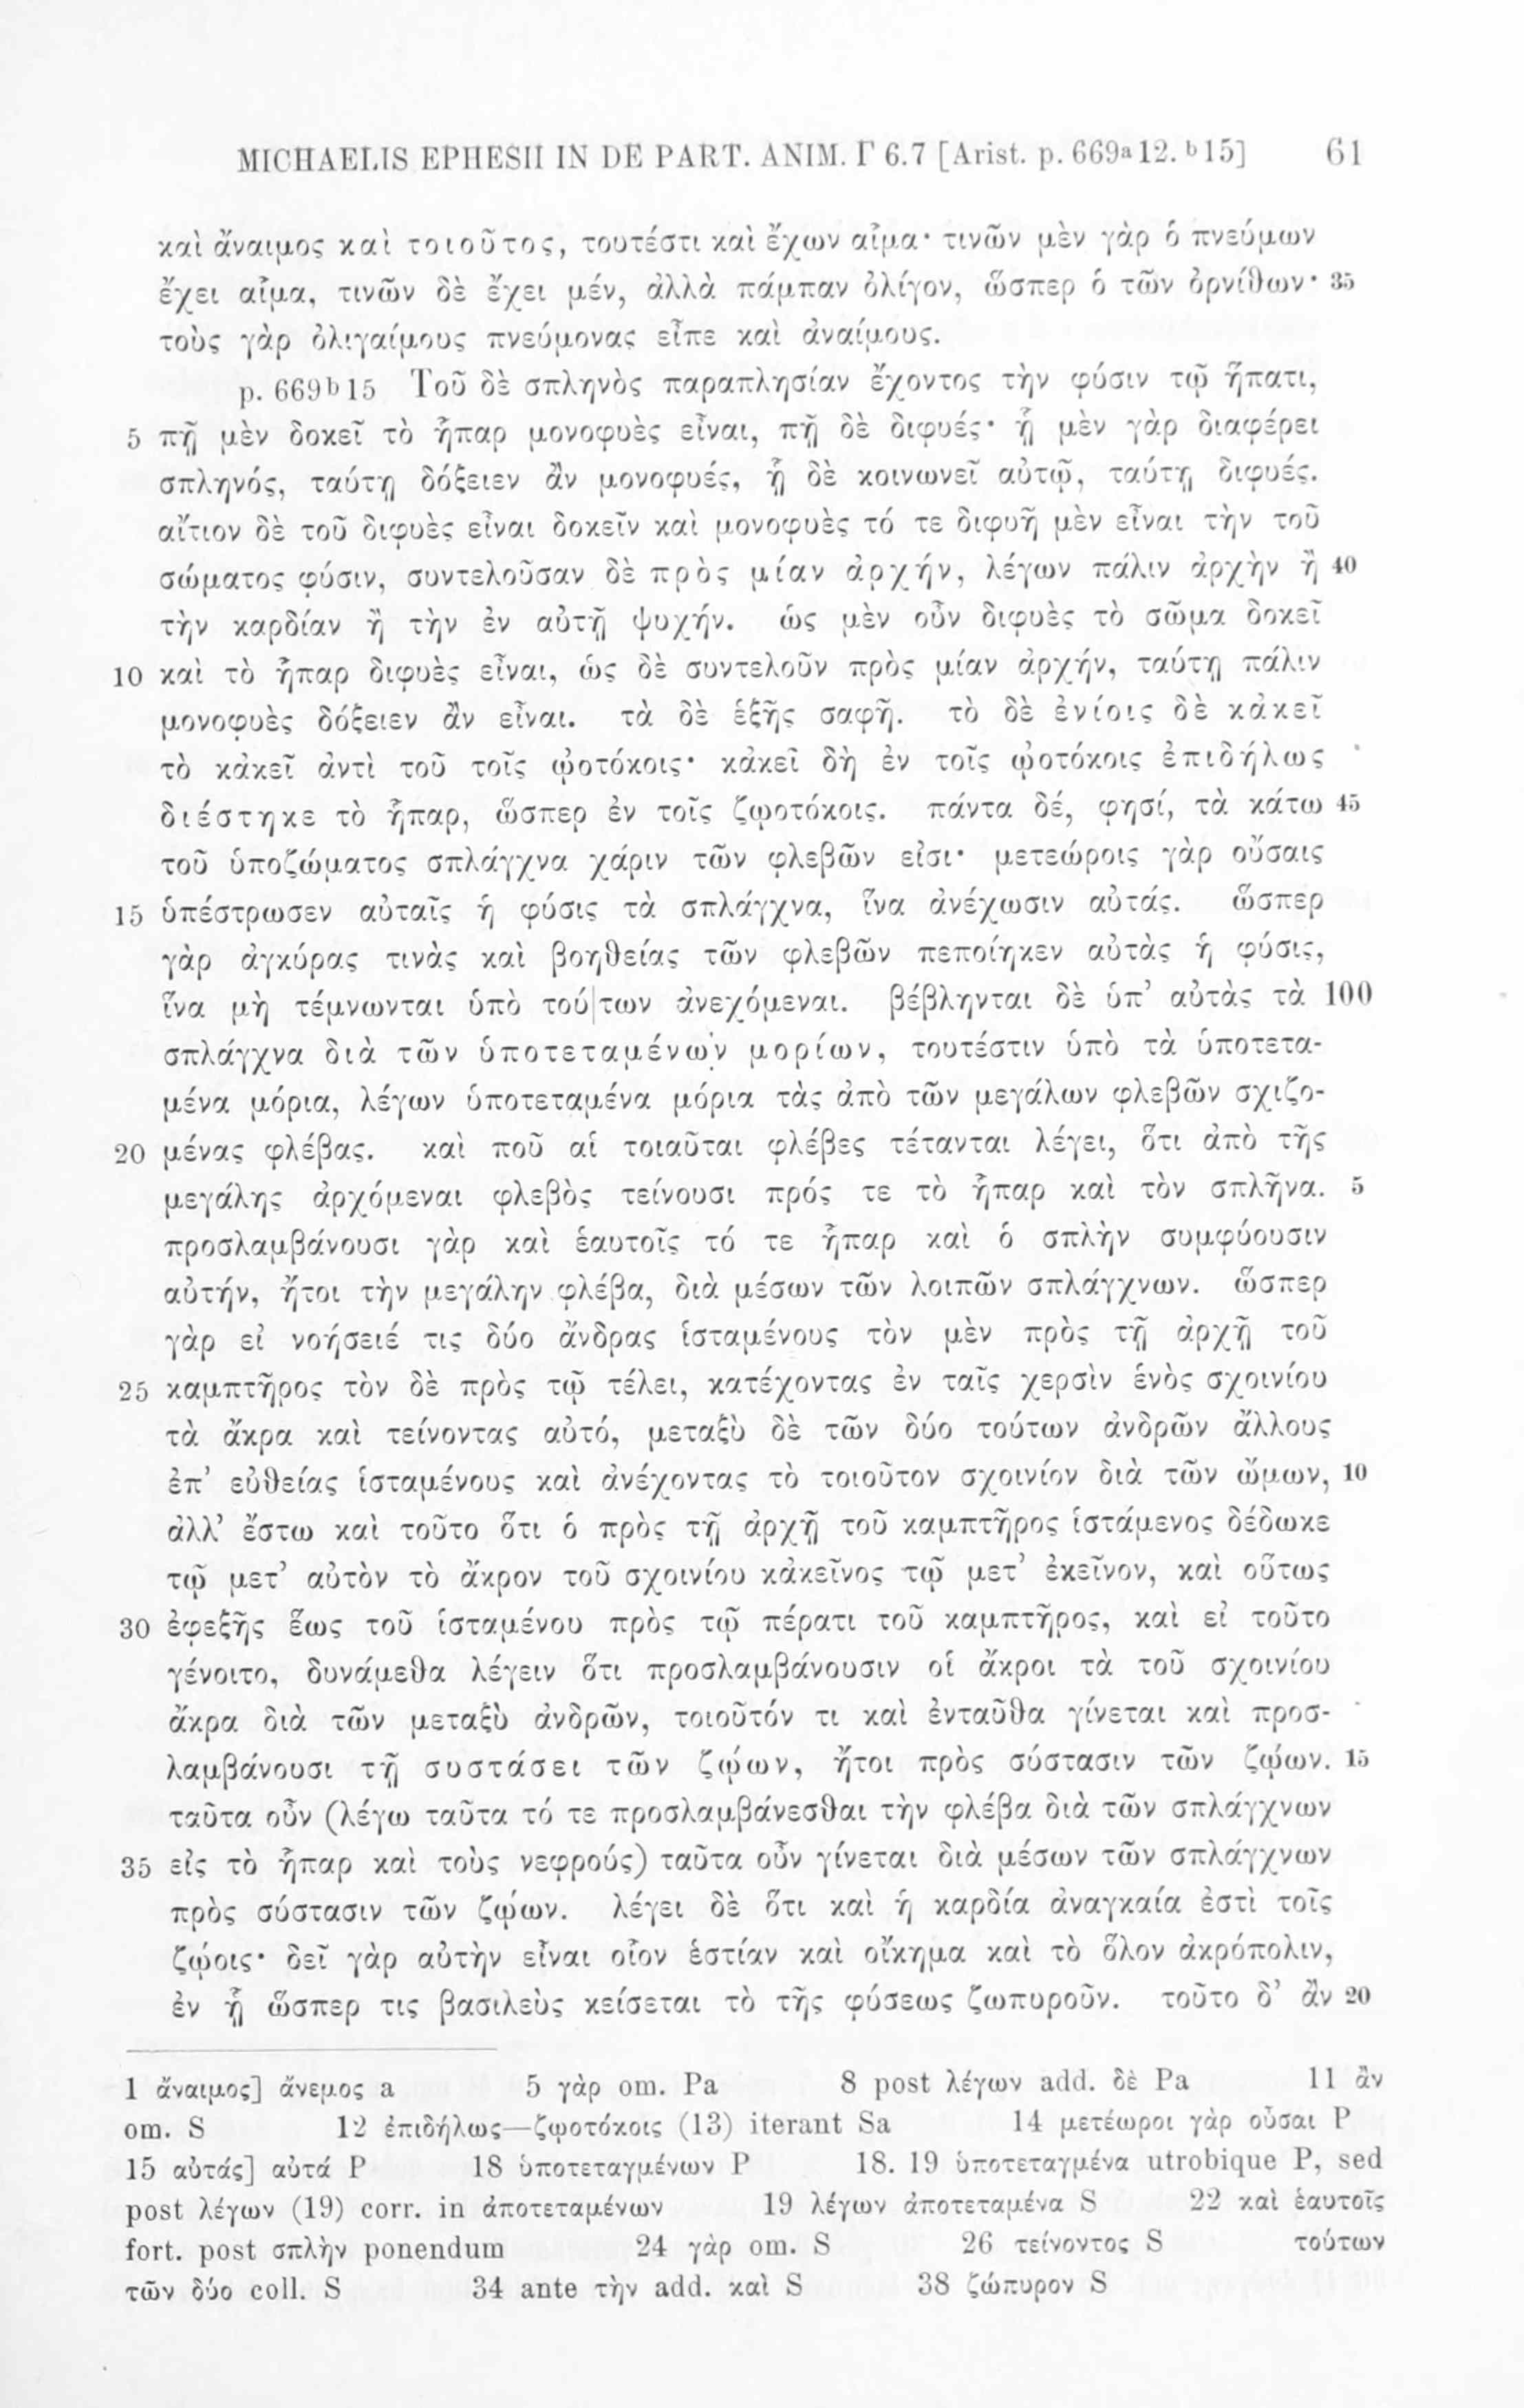 MICHAELIS EPHESII IN DE PART. ANIM. Γ 6.7 [Arist. p. 669a12. b15] 61
καὶ ἄναιμος καὶ τοιοῦτος, τουτέστι καὶ ἔχων αἷμα· τινῶν μὲν γὰρ ὁ πνεύμων
ἔχει αἷμα, τινῶν δὲ ἔχει μέν, ἀλλὰ πάμπαν ὀλίγον, ὥσπερ ὁ τῶν ὀρνίθων· 35
τοὺς γὰρ ὀλιγαίμους πνεύμονας εἶπε καὶ ἀναίμους.
p. 669b15 Τοῦ δὲ σπληνὸς παραπλησίαν ἔχοντος τὴν φύσιν τῷ ἥπατι,
5 πῇ μὲν δοκεῖ τὸ ἧπαρ μονοφυὲς εἶναι, πῇ δὲ διφυές· ᾗ μὲν γὰρ διαφέρει
σπληνός, ταύτῃ δόξειεν ἂν μονοφυές, ᾗ δὲ κοινωνεῖ αὐτῷ, ταύτῃ διφυές.
αἴτιον δὲ τοῦ διφυὲς εἶναι δοκεῖν καὶ μονοφυὲς τό τε διφυῆ μὲν εἶναι τὴν τοῦ
σώματος φύσιν, συντελοῦσαν δὲ πρὸς μίαν ἀρχήν, λέγων πάλιν ἀρχὴν ἢ 40
τὴν καρδίαν ἢ τὴν ἐν αὐτῇ ψυχήν. ὡς μὲν οὖν διφυὲς τὸ σῶμα δοκεῖ
10 καὶ τὸ ἧπαρ διφυὲς εἶναι, ὡς δὲ συντελοῦν πρὸς μίαν ἀρχήν, ταύτῃ πάλιν
μονοφυὲς δόξειεν ἂν εἶναι. τὰ δὲ ἑξῆς σαφῆ. τὸ δὲ ἐνίοις δὲ κἀκεῖ
τὸ κἀκεῖ ἀντὶ τοῦ τοῖς ᾠοτόκοις· κἀκεῖ δὴ ἐν τοῖς ᾠοτόκοις ἐπιδήλως
διέστηκε τὸ ἧπαρ, ὥσπερ ἐν τοῖς ζῳοτόκοις. πάντα δέ, φησί, τὰ κάτω 45
τοῦ ὑποζώματος σπλάγχνα χάριν τῶν φλεβῶν εἰσι· μετεώροις γὰρ οὔσαις
15 ὑπέστρωσεν αὐταῖς ἡ φύσις τὰ σπλάγχνα, ἵνα ἀνέχωσιν αὐτάς. ὥσπερ
γὰρ ἀγκύρας τινὰς καὶ βοηθείας τῶν φλεβῶν πεποίηκεν αὐτὰς ἡ φύσις,
ἵνα μὴ τέμνωνται ὑπὸ τού|των ἀνεχόμεναι. βέβληνται δὲ ὑπ’ αὐτὰς τὰ 100
σπλάγχνα διὰ τῶν ὑποτεταμένων μορίων, τουτέστιν ὑπὸ τὰ ὑποτετα-
μένα μόρια, λέγων ὑποτεταμένα μόρια τὰς ἀπὸ τῶν μεγάλων φλεβῶν σχιζο-
20 μένας φλέβας. καὶ ποῦ αἱ τοιαῦται φλέβες τέτανται λέγει, ὅτι ἀπὸ τῆς
μεγάλης ἀρχόμεναι φλεβὸς τείνουσι πρός τε τὸ ἧπαρ καὶ τὸν σπλῆνα. 5
προσλαμβάνουσι γὰρ καὶ ἑαυτοῖς τό τε ἧπαρ καὶ ὁ σπλὴν συμφύουσιν
αὐτήν, ἤτοι τὴν μεγάλην φλέβα, διὰ μέσων τῶν λοιπῶν σπλάγχνων. ὥσπερ
γὰρ εἰ νοήσειέ τις δύο ἄνδρας ἱσταμένους τὸν μὲν πρὸς τῇ ἀρχῇ τοῦ
25 καμπτῆρος τὸν δὲ πρὸς τῷ τέλει, κατέχοντας ἐν ταῖς χερσὶν ἑνὸς σχοινίου
τὰ ἄκρα καὶ τείνοντας αὐτό, μεταξὺ δὲ τῶν δύο τούτων ἀνδρῶν ἄλλους
ἐπ’ εὐθείας ἱσταμένους καὶ ἀνέχοντας τὸ τοιοῦτον σχοινίον διὰ τῶν ὤμων, 10
ἀλλ’ ἔστω καὶ τοῦτο ὅτι ὁ πρὸς τῇ ἀρχῇ τοῦ καμπτῆρος ἱστάμενος δέδωκε
τῷ μετ’ αὐτὸν τὸ ἄκρον τοῦ σχοινίου κἀκεῖνος τῷ μετ’ ἐκεῖνον, καὶ οὕτως
30 ἐφεξῆς ἕως τοῦ ἱσταμένου πρὸς τῷ πέρατι τοῦ καμπτῆρος, καὶ εἰ τοῦτο
γένοιτο, δυνάμεθα λέγειν ὅτι προσλαμβάνουσιν οἱ ἄκροι τὰ τοῦ σχοινίου
ἄκρα διὰ τῶν μεταξὺ ἀνδρῶν, τοιοῦτόν τι καὶ ἐνταῦθα γίνεται καὶ προσ-
λαμβάνουσι τῇ συστάσει τῶν ζῴων, ἤτοι πρὸς σύστασιν τῶν ζῴων. 15
ταῦτα οὖν (λέγω ταῦτα τό τε προσλαμβάνεσθαι τὴν φλέβα διὰ τῶν σπλάγχνων
35 εἰς τὸ ἧπαρ καὶ τοὺς νεφρούς) ταῦτα οὖν γίνεται διὰ μέσων τῶν σπλάγχνων
πρὸς σύστασιν τῶν ζῴων. λέγει δὲ ὅτι καὶ ἡ καρδία ἀναγκαία ἐστὶ τοῖς
ζῴοις· δεῖ γὰρ αὐτὴν εἶναι οἷον ἑστίαν καὶ οἴκημα καὶ τὸ ὅλον ἀκρόπολιν,
ἐν ᾗ ὥσπερ τις βασιλεὺς κείσεται τὸ τῆς φύσεως ζωπυροῦν. τοῦτο δ’ ἂν 20
1 ἄναιμος] ἄνεμος a 5 γὰρ om. Pa 8 post λέγων add. δὲ Pa 11 ἂν
om. S 12 ἐπιδήλως—ζῳοτόκοις (13) iterant Sa 14 μετέωροι γὰρ οὖσαι P
15 αὐτάς] αὐτά P 18 ὑποτεταγμένων P 18. 19 ὑποτεταγμένα utrobique P, sed
post λέγων (19) corr. in ἀποτεταμένων 19 λέγων ἀποτεταμένα S 22 καὶ ἑαυτοῖς
fort. post σπλὴν ponendum 24 γὰρ om. S 26 τείνοντος S τούτων
τῶν δύο coll. S 34 ante τὴν add. καὶ S 38 ζώπυρον S